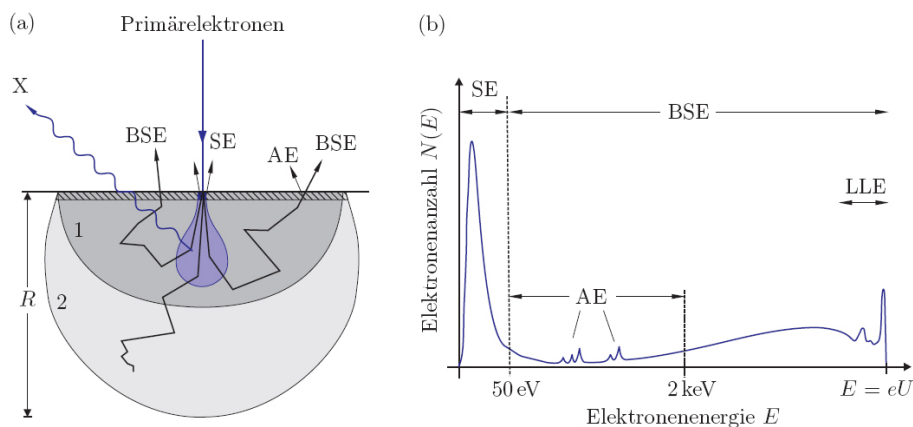 (a)
Primärelektronen
X
BSE
SE
AE
BSE
1
R
2
(b)
Elektronenanzahl N(E)
SE
BSE
LLE
AE
50 eV
2 keV
E = eU
Elektronenenergie E